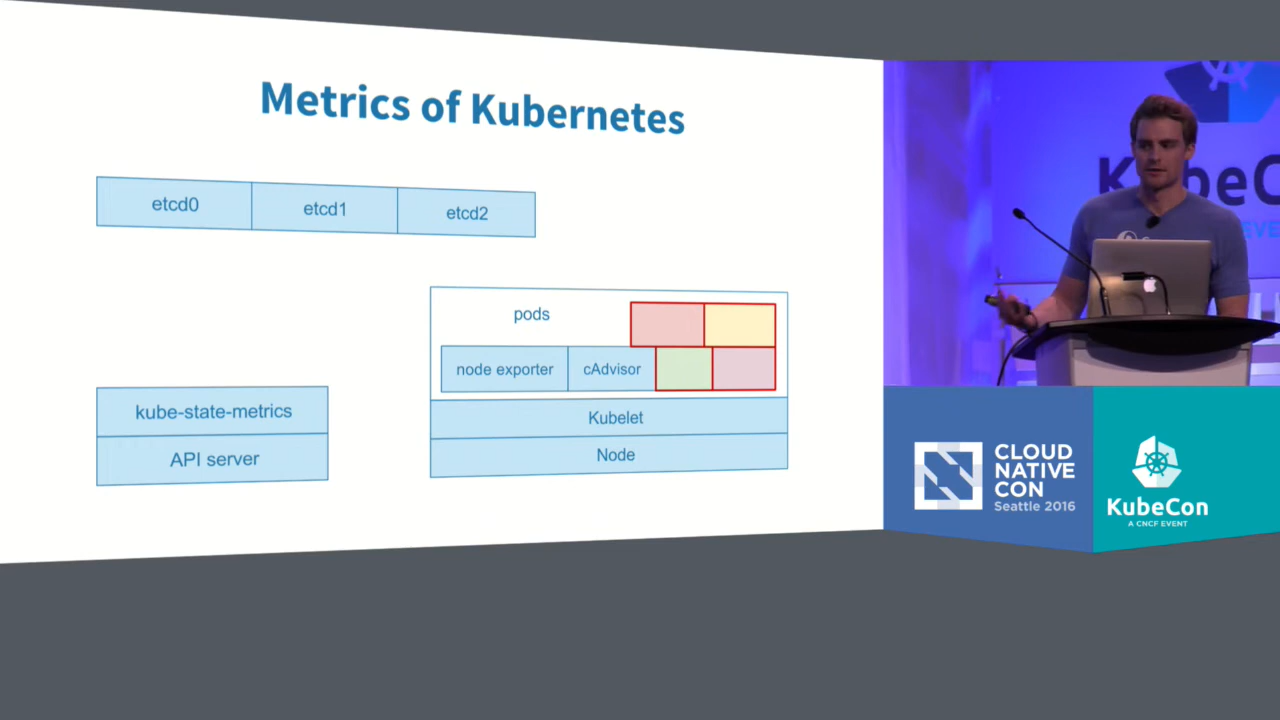 Metrics of Kubernetes
etcd0
etcd1
etcd2
pods
node exporter
cAdvisor
Kubelet
Node
kube-state-metrics
API server
CLOUD
NATIVE
CON
Seattle 2016
KubeCon
A CNCF EVENT